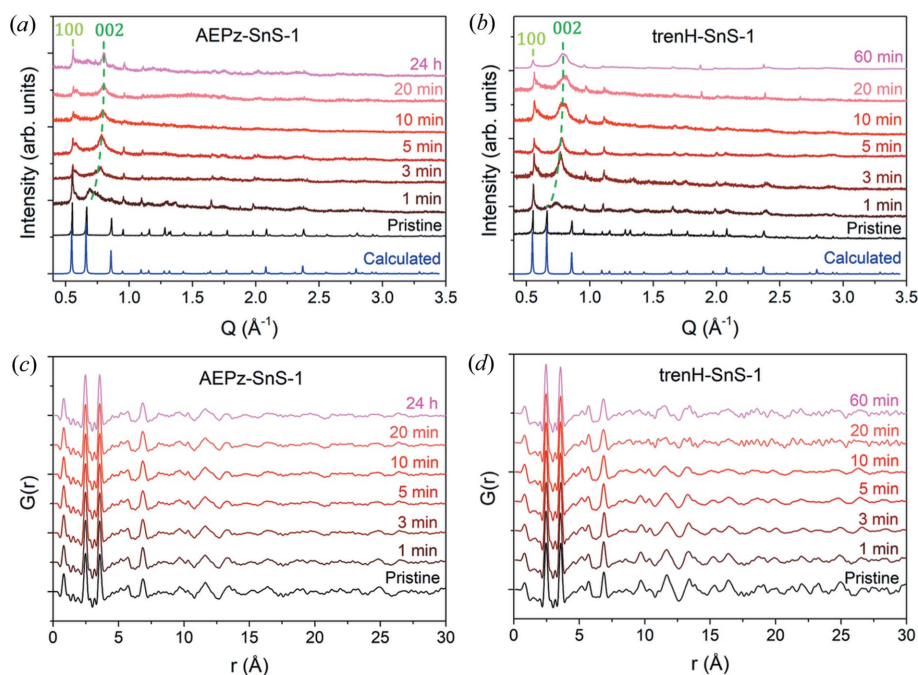 (a)
100
002
AEPz-SnS-1
24 h
20 min
10 min
5 min
3 min
1 min
Pristine
Calculated
Intensity (arb. units)
0.5 1.0 1.5 2.0 2.5 3.0 3.5
Q (Å⁻¹)
(b)
100
002
trenH-SnS-1
60 min
20 min
10 min
5 min
3 min
1 min
Pristine
Calculated
Intensity (arb. units)
0.5 1.0 1.5 2.0 2.5 3.0 3.5
Q (Å⁻¹)
(c)
AEPz-SnS-1
24 h
20 min
10 min
5 min
3 min
1 min
Pristine
G(r)
0 5 10 15 20 25 30
r (Å)
(d)
trenH-SnS-1
60 min
20 min
10 min
5 min
3 min
1 min
Pristine
G(r)
0 5 10 15 20 25 30
r (Å)